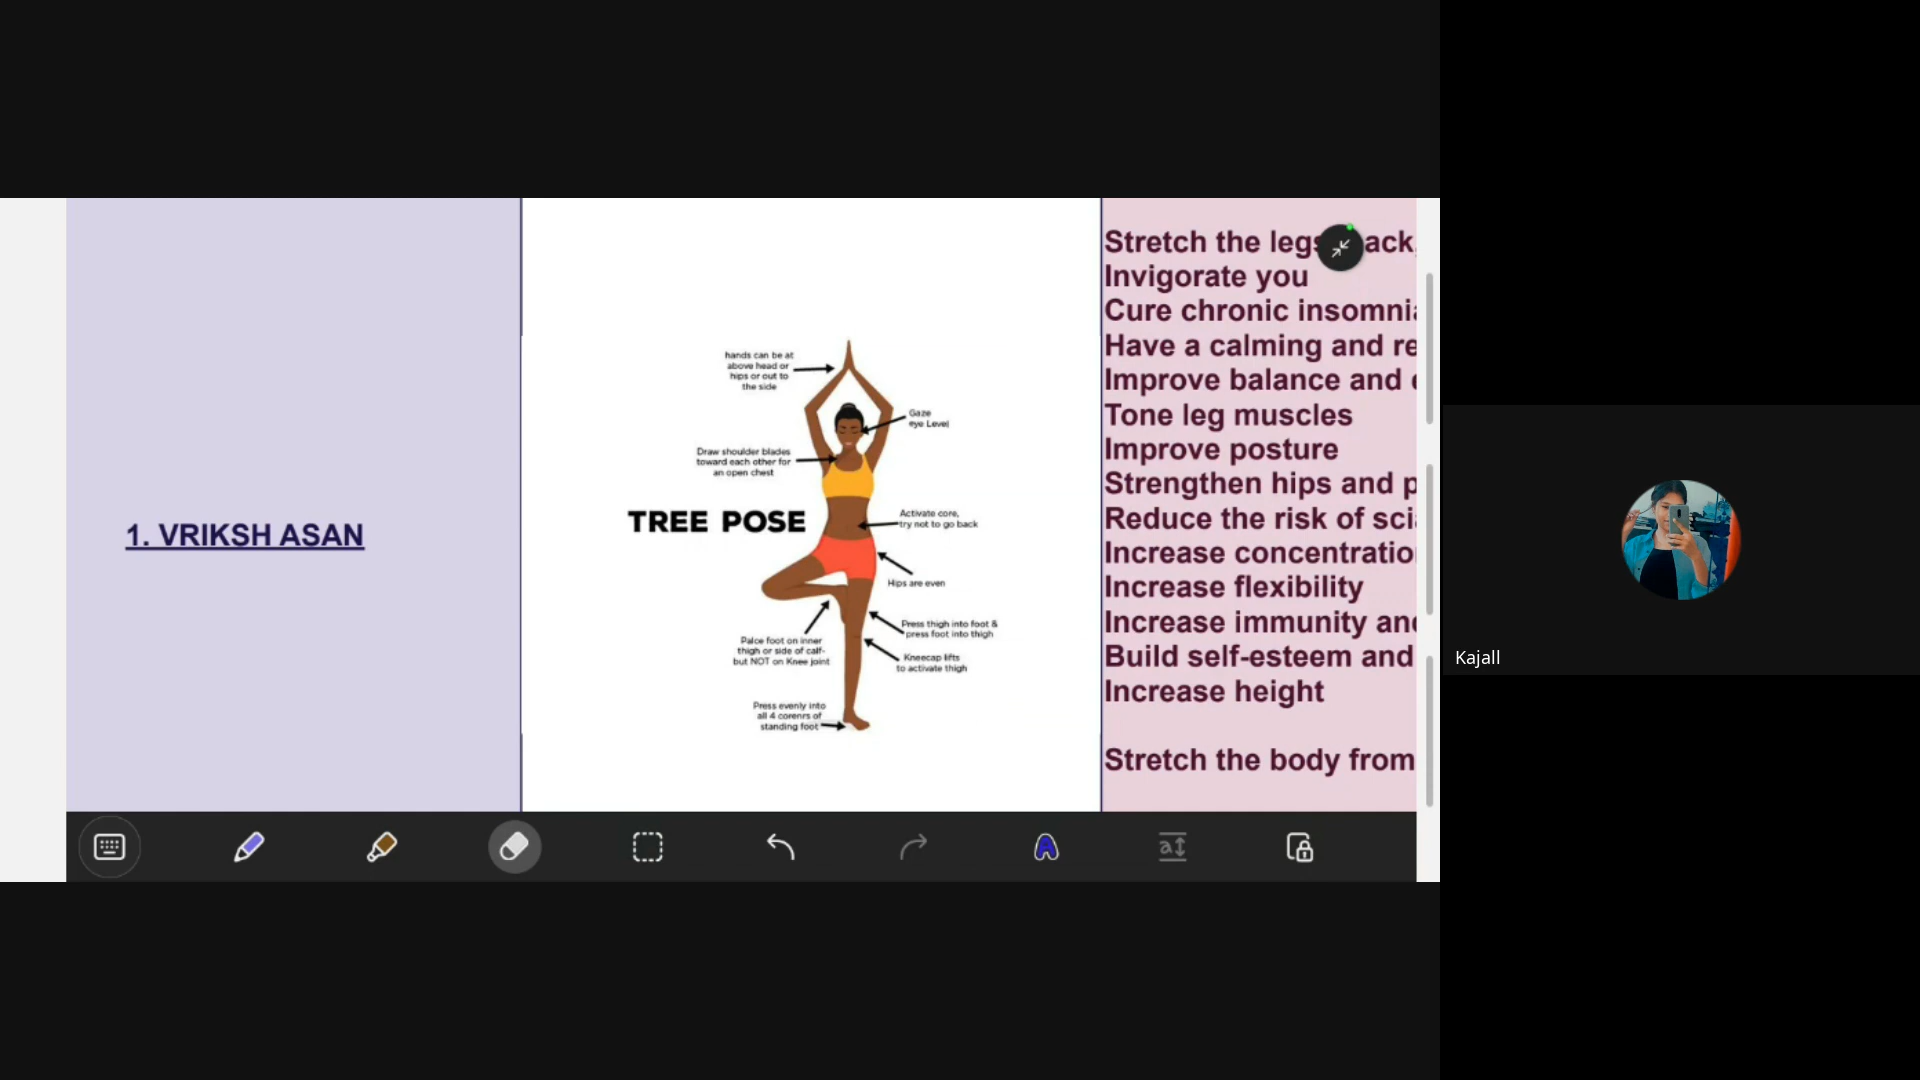 1. VRIKSH ASAN
TREE POSE
hands can be at
above head or
hips or out to
the side
Gaze
eye Level
Draw shoulder blades
toward each other for
an open chest
Activate core,
try not to go back
Hips are even
Palce foot on inner
thigh or side of calf-
but NOT on Knee joint
Press thigh into foot &
press foot into thigh
Kneecap lifts
to activate thigh
Press evenly into
all 4 corenrs of
standing foot
Stretch the legs
Invigorate you
Cure chronic
Have a calming and
Improve balance and
Tone leg muscles
Improve posture
Strengthen hips and
Reduce the risk of
Increase
Increase flexibility
Increase immunity
Build self-esteem and
Increase height
Stretch the body from
Kajall